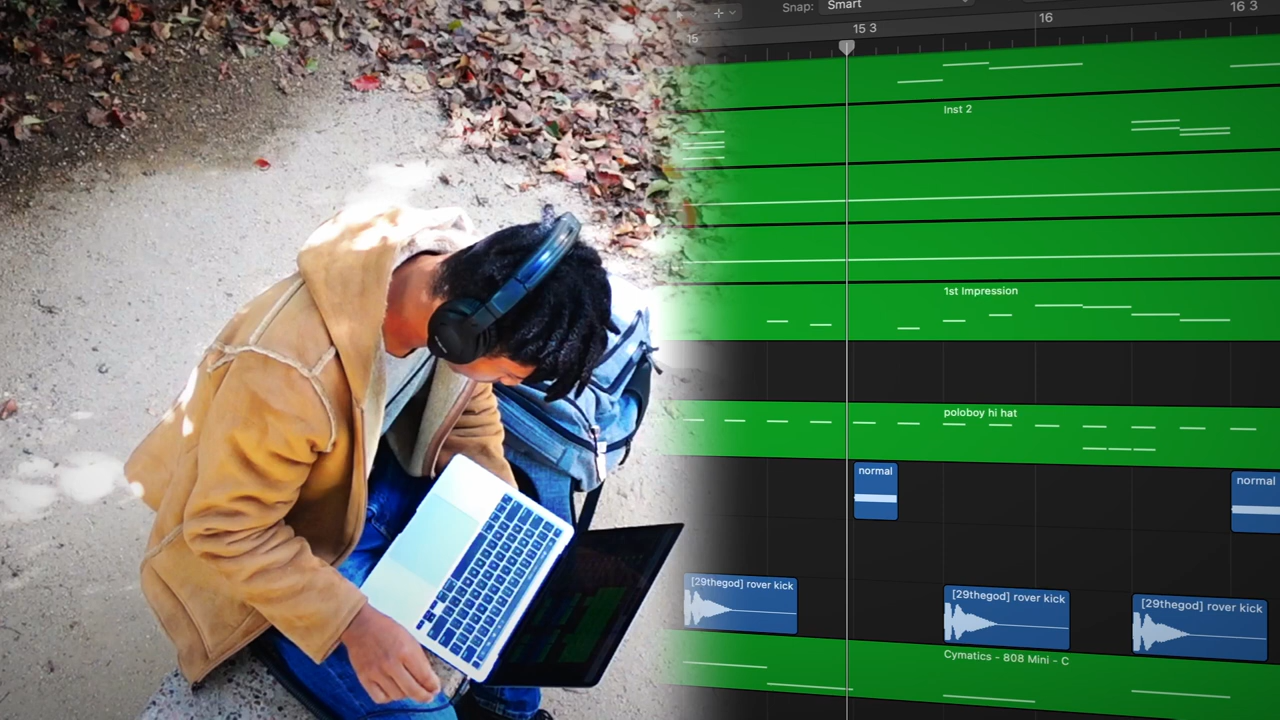 Snap: Smart
15 15 3 16 16 3
Inst 2
1st Impression
poloboy hi hat
normal
normal
[29thegod] rover kick
[29thegod] rover kick
[29thegod] rover kick
Cymatics - 808 Mini - C